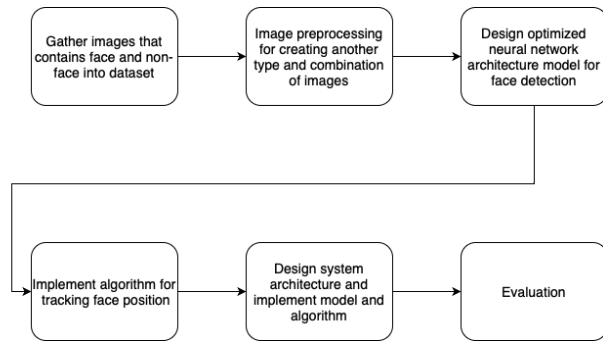 Gather images that
contains face and non-
face into dataset
Image preprocessing
for creating another
type and combination
of images
Design optimized
neural network
architecture model for
face detection
Implement algorithm for
tracking face position
Design system
architecture and
implement model and
algorithm
Evaluation